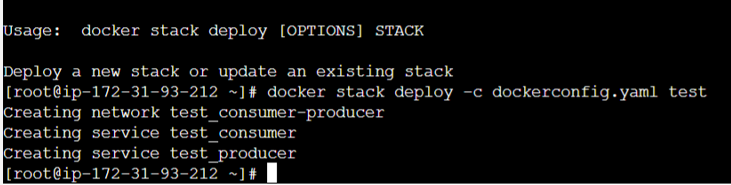 Usage:  docker stack deploy [OPTIONS] STACK
Deploy a new stack or update an existing stack
[root@ip-172-31-93-212 ~]# docker stack deploy -c dockerconfig.yaml test
Creating network test_consumer-producer
Creating service test_consumer
Creating service test_producer
[root@ip-172-31-93-212 ~]#